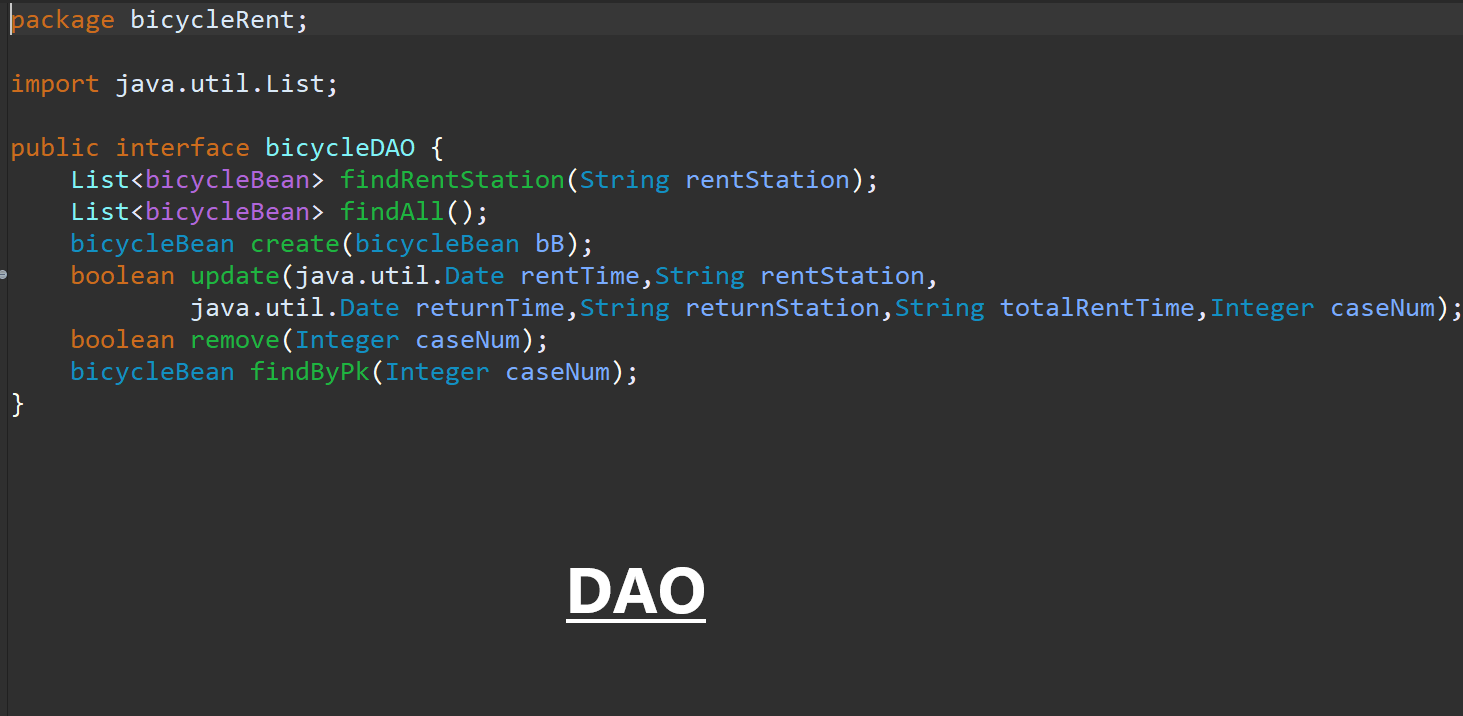 package bicycleRent;
import java.util.List;
public interface bicycleDAO {
List<bicycleBean> findRentStation(String rentStation);
List<bicycleBean> findAll();
bicycleBean create(bicycleBean bB);
boolean update(java.util.Date rentTime,String rentStation,
java.util.Date returnTime,String returnStation,String totalRentTime,Integer caseNum);
boolean remove(Integer caseNum);
bicycleBean findByPk(Integer caseNum);
}
DAO